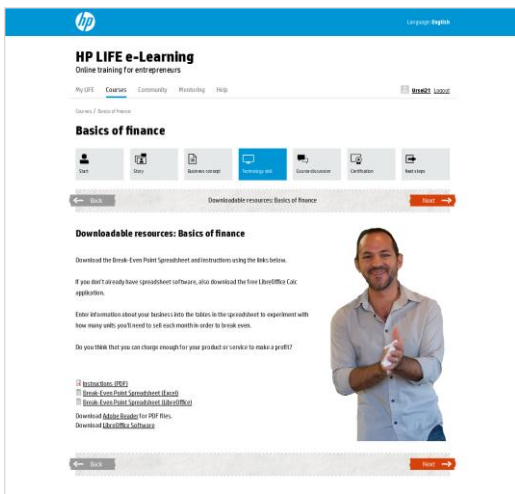 hp
Language: English
HP LIFE e-Learning
Online training for entrepreneurs
My LIFE Courses Community Mentoring Help
Logout
Courses / Basics of finance
Basics of finance
Start Story Business concept Technology skill Course discussion Certification Next steps
Back Downloadable resources: Basics of finance Next
Downloadable resources: Basics of finance
Download the Break-Even Point Spreadsheet and instructions using the links below.
If you don't already have spreadsheet software, also download the free LibreOffice Calc
application.
Enter information about your business into the tables in the spreadsheet to experiment with
how many units you'll need to sell each month in order to break even.
Do you think that you can charge enough for your product or service to make a profit?
Instructions (PDF)
Break-Even Point Spreadsheet (Excel)
Break-Even Point Spreadsheet (LibreOffice)
Download Adobe Reader for PDF files.
Download LibreOffice Software
Back Next